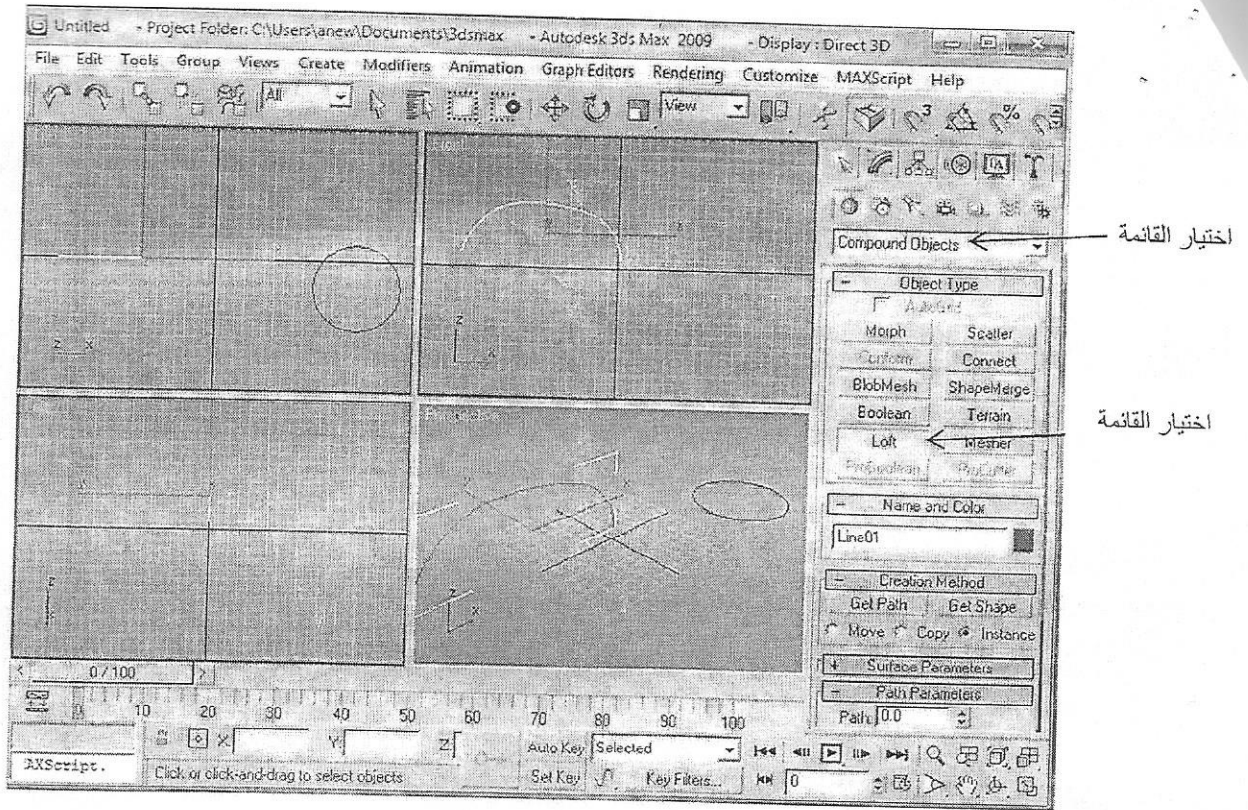 Untitled - Project Folder: C:\Users\anew\Documents\3dsmax - Autodesk 3ds Max 2009 - Display : Direct 3D
File Edit Tools Group Views Create Modifiers Animation Graph Editors Rendering Customize MAXScript Help
All View
Compound Objects
اختيار القائمة
- Object Type
AutoGrid
Morph Scatter
Conform Connect
BlobMesh ShapeMerge
Boolean Terrain
Loft Mesher
اختيار القائمة
ProBoolean ProCutter
- Name and Color
Line01
- Creation Method
Get Path Get Shape
Move Copy Instance
+ Surface Parameters
- Path Parameters
Path: 0.0
z x
z x
z
z x
< 0 / 100 >
0 10 20 30 40 50 60 70 80 90 100
X: Y: Z: Auto Key Selected
AXScript. Click or click-and-drag to select objects Set Key Key Filters... 0